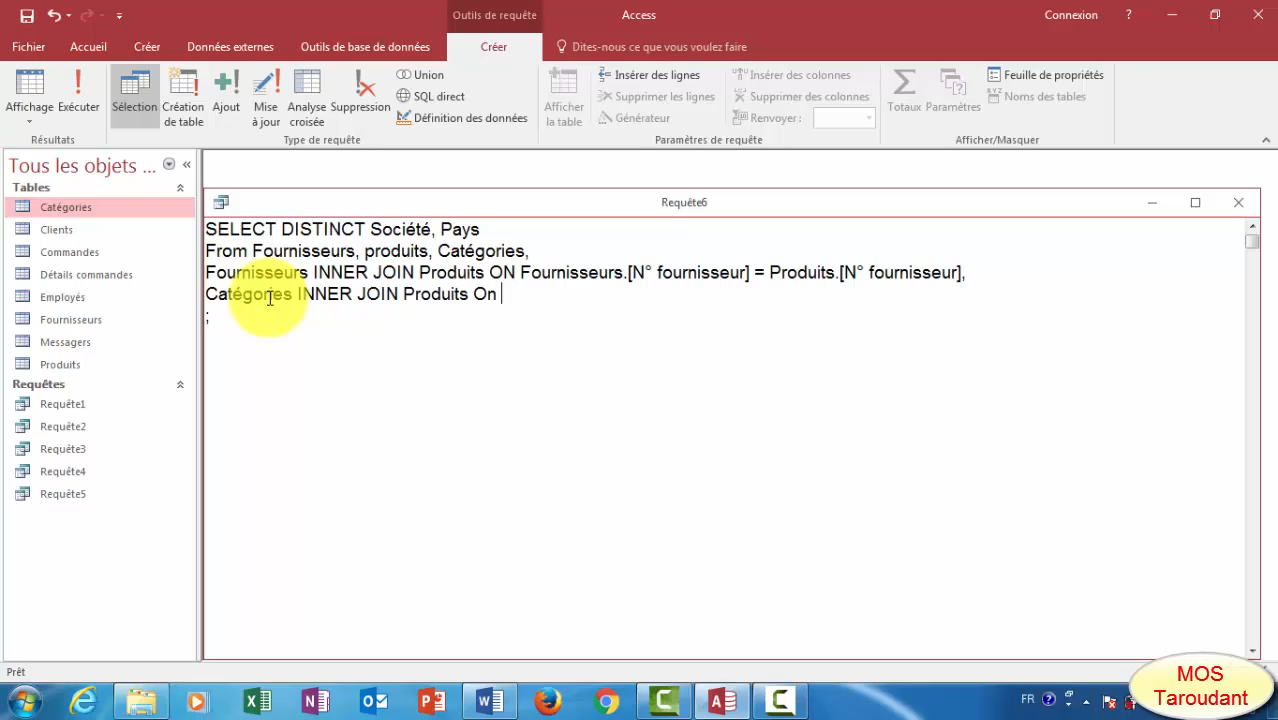 Outils de requête
Access
Connexion
?
Fichier
Accueil
Créer
Données externes
Outils de base de données
Créer
Dites-nous ce que vous voulez faire
Affichage
Exécuter
Résultats
Sélection
Création de table
Ajout
Mise à jour
Analyse croisée
Suppression
Union
SQL direct
Définition des données
Type de requête
Afficher la table
Insérer des lignes
Supprimer les lignes
Générateur
Insérer des colonnes
Supprimer des colonnes
Renvoyer :
Paramètres de requête
Totaux
Paramètres
Feuille de propriétés
XYZ
Noms des tables
Afficher/Masquer
Tous les objets ...
Tables
Catégories
Clients
Commandes
Détails commandes
Employés
Fournisseurs
Messagers
Produits
Requêtes
Requête1
Requête2
Requête3
Requête4
Requête5
Requête6
SELECT DISTINCT Société, Pays
From Fournisseurs, produits, Catégories,
Fournisseurs INNER JOIN Produits ON Fournisseurs.[N° fournisseur] = Produits.[N° fournisseur],
Catégories INNER JOIN Produits On
;
Prêt
FR
MOS
Taroudant